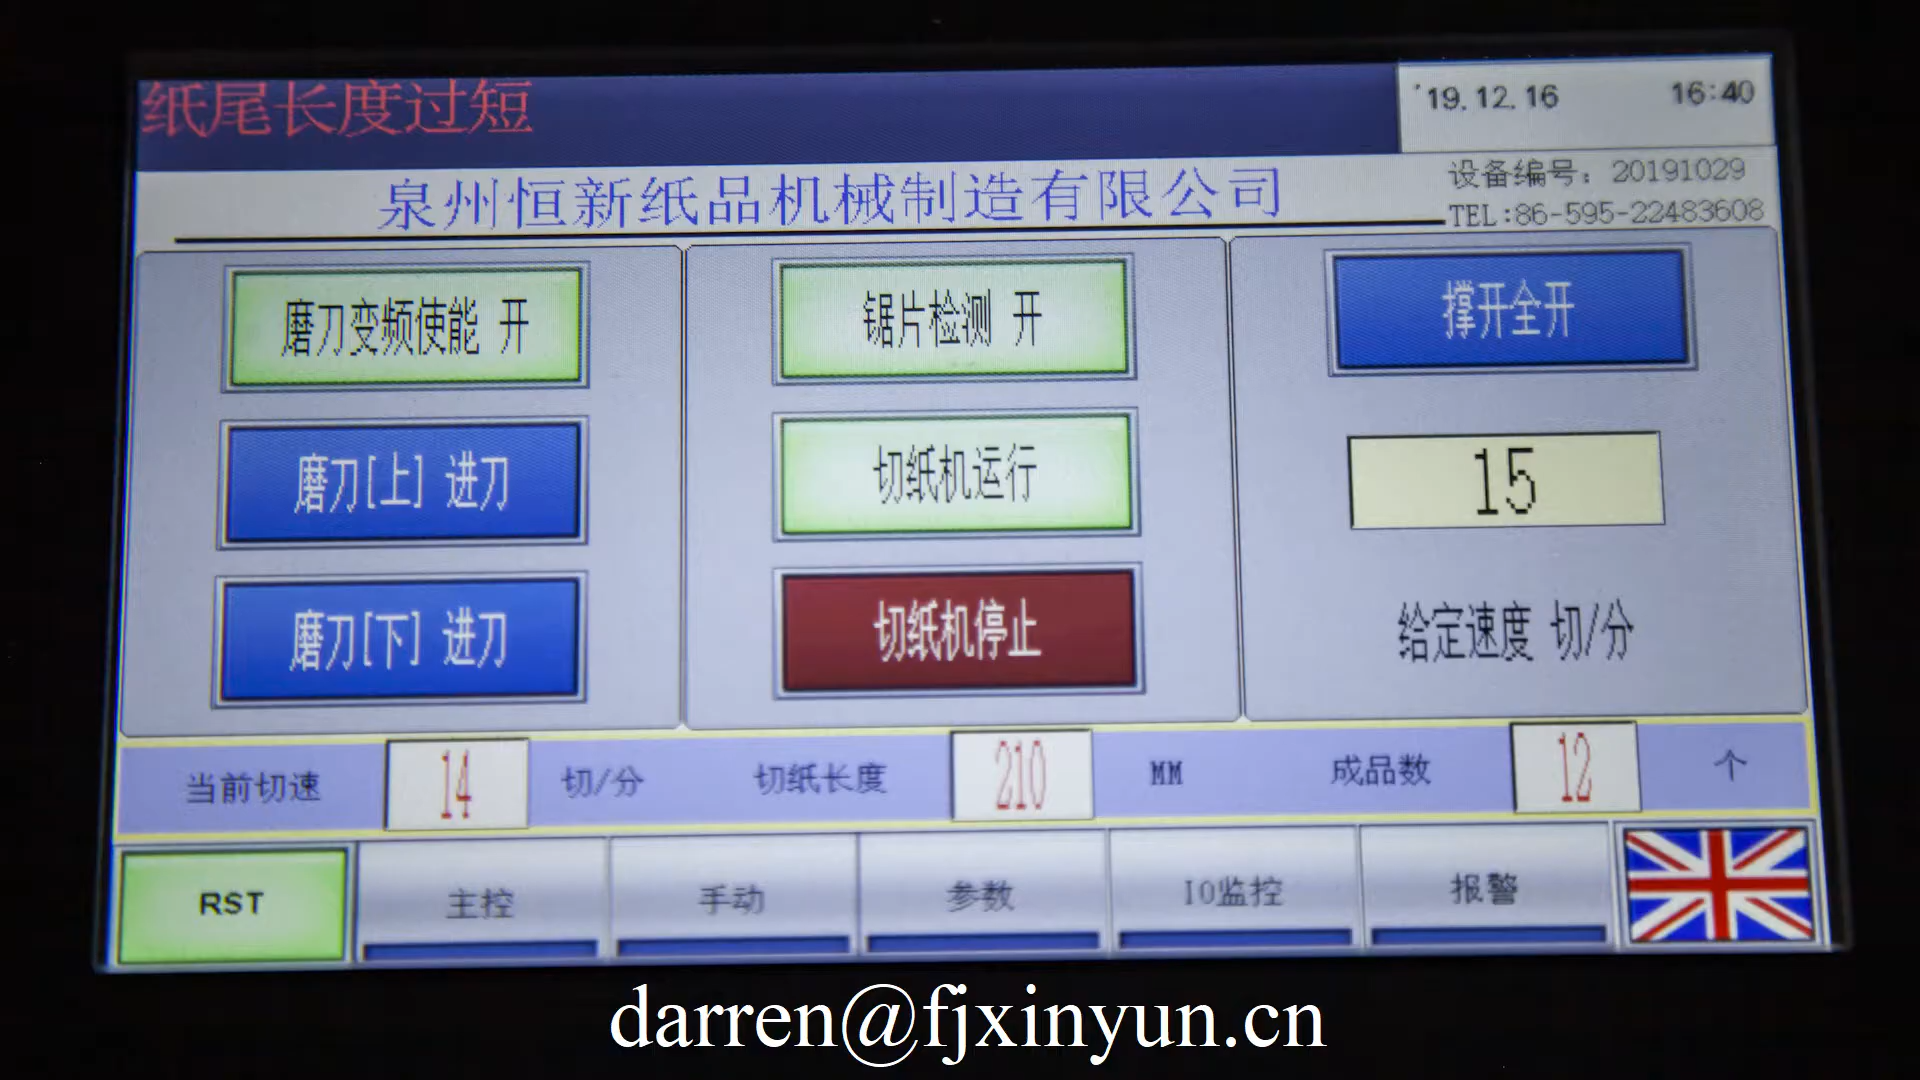 纸尾长度过短
'19.12.16 16:40
泉州恒新纸品机械制造有限公司
设备编号：20191029
TEL:86-595-22483608
磨刀变频使能 开
锯片检测 开
撑开全开
磨刀[上] 进刀
切纸机运行
15
磨刀[下] 进刀
切纸机停止
给定速度 切/分
当前切速 14 切/分 切纸长度 210 MM 成品数 12 个
RST 主控 手动 参数 IO监控 报警
darren@fjxinyun.cn